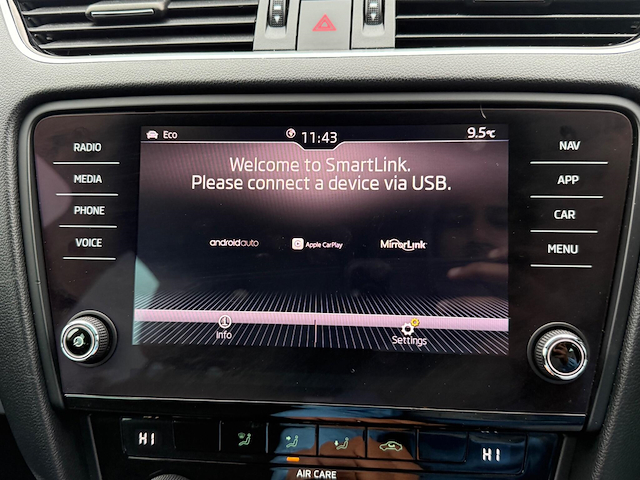 Eco
11:43
9.5℃
RADIO
MEDIA
PHONE
VOICE
Welcome to SmartLink.
Please connect a device via USB.
androidauto
Apple CarPlay
MirrorLink
Info
Settings
NAV
APP
CAR
MENU
HI
HI
AIR CARE